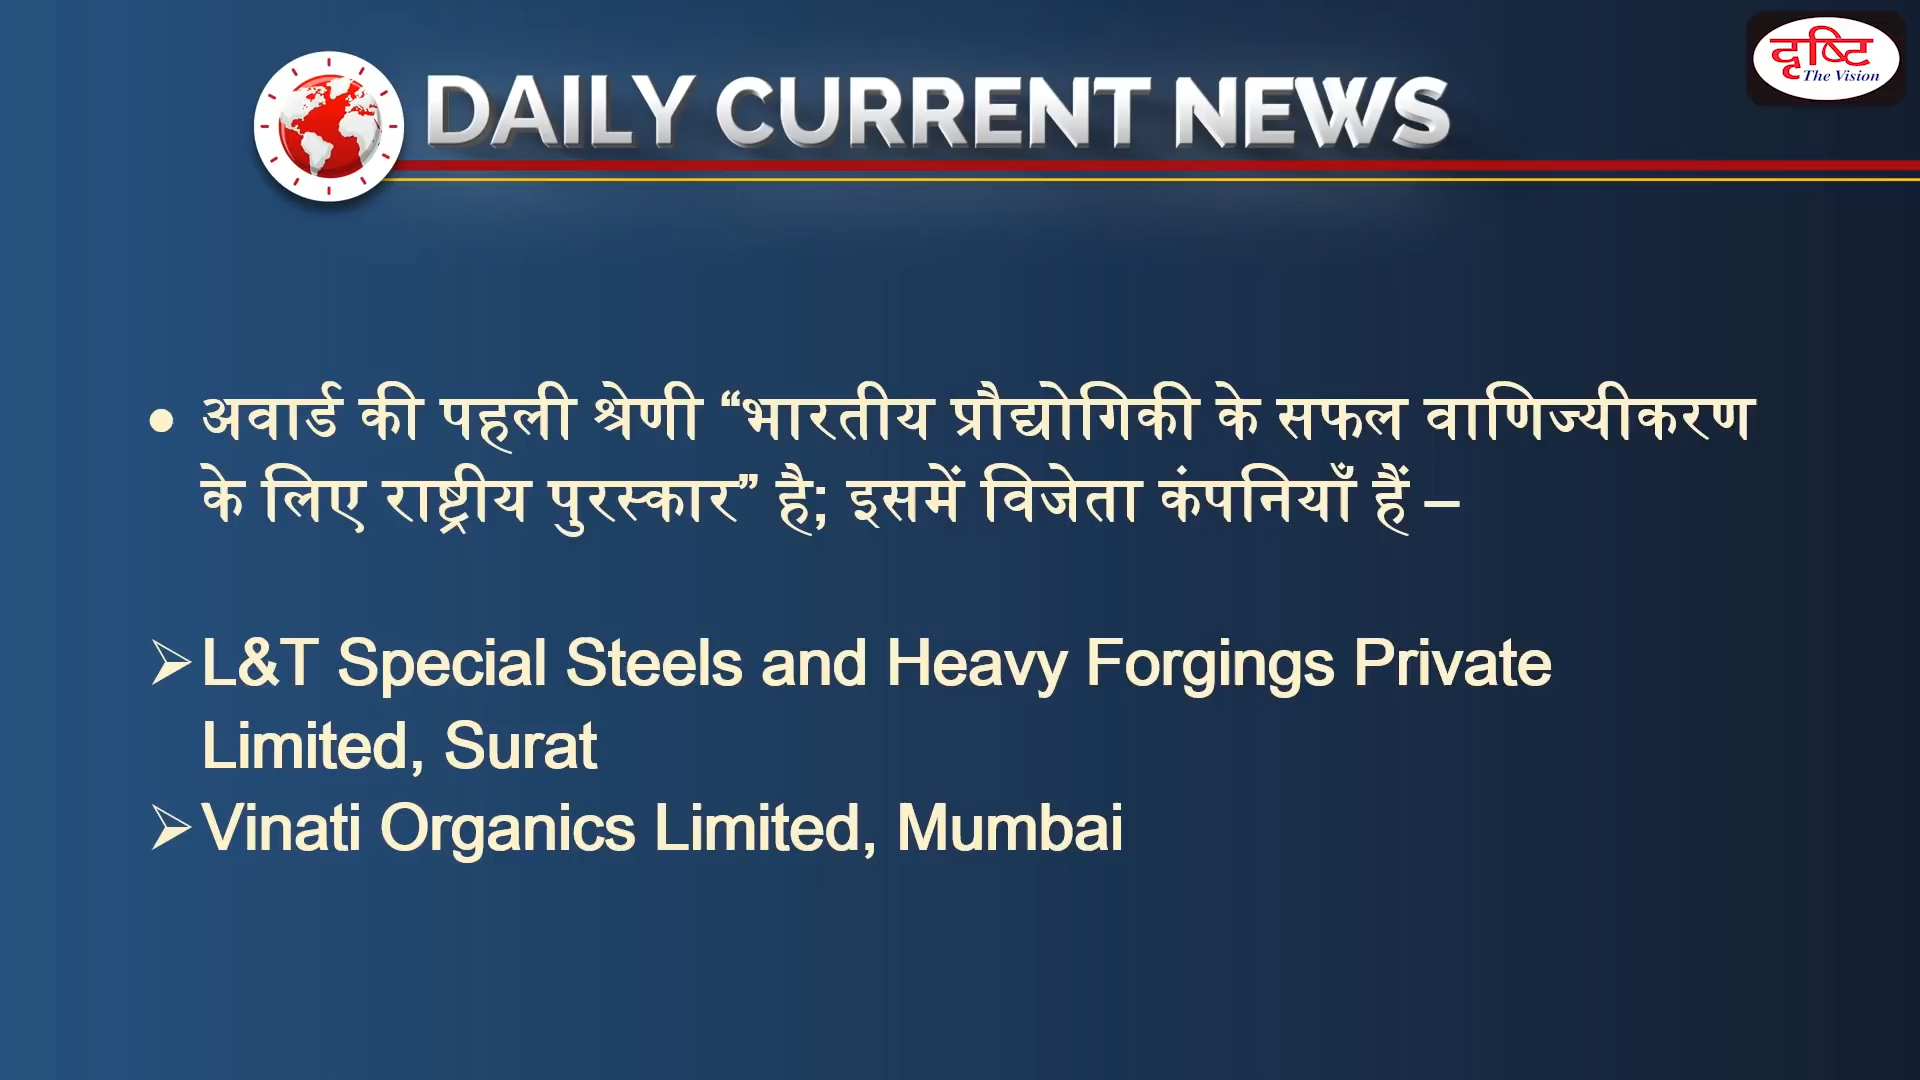 DAILY CURRENT NEWS
दृष्टि
The Vision
• अवार्ड की पहली श्रेणी “भारतीय प्रौद्योगिकी के सफल वाणिज्यीकरण
के लिए राष्ट्रीय पुरस्कार” है; इसमें विजेता कंपनियाँ हैं –
➢ L&T Special Steels and Heavy Forgings Private
Limited, Surat
➢ Vinati Organics Limited, Mumbai